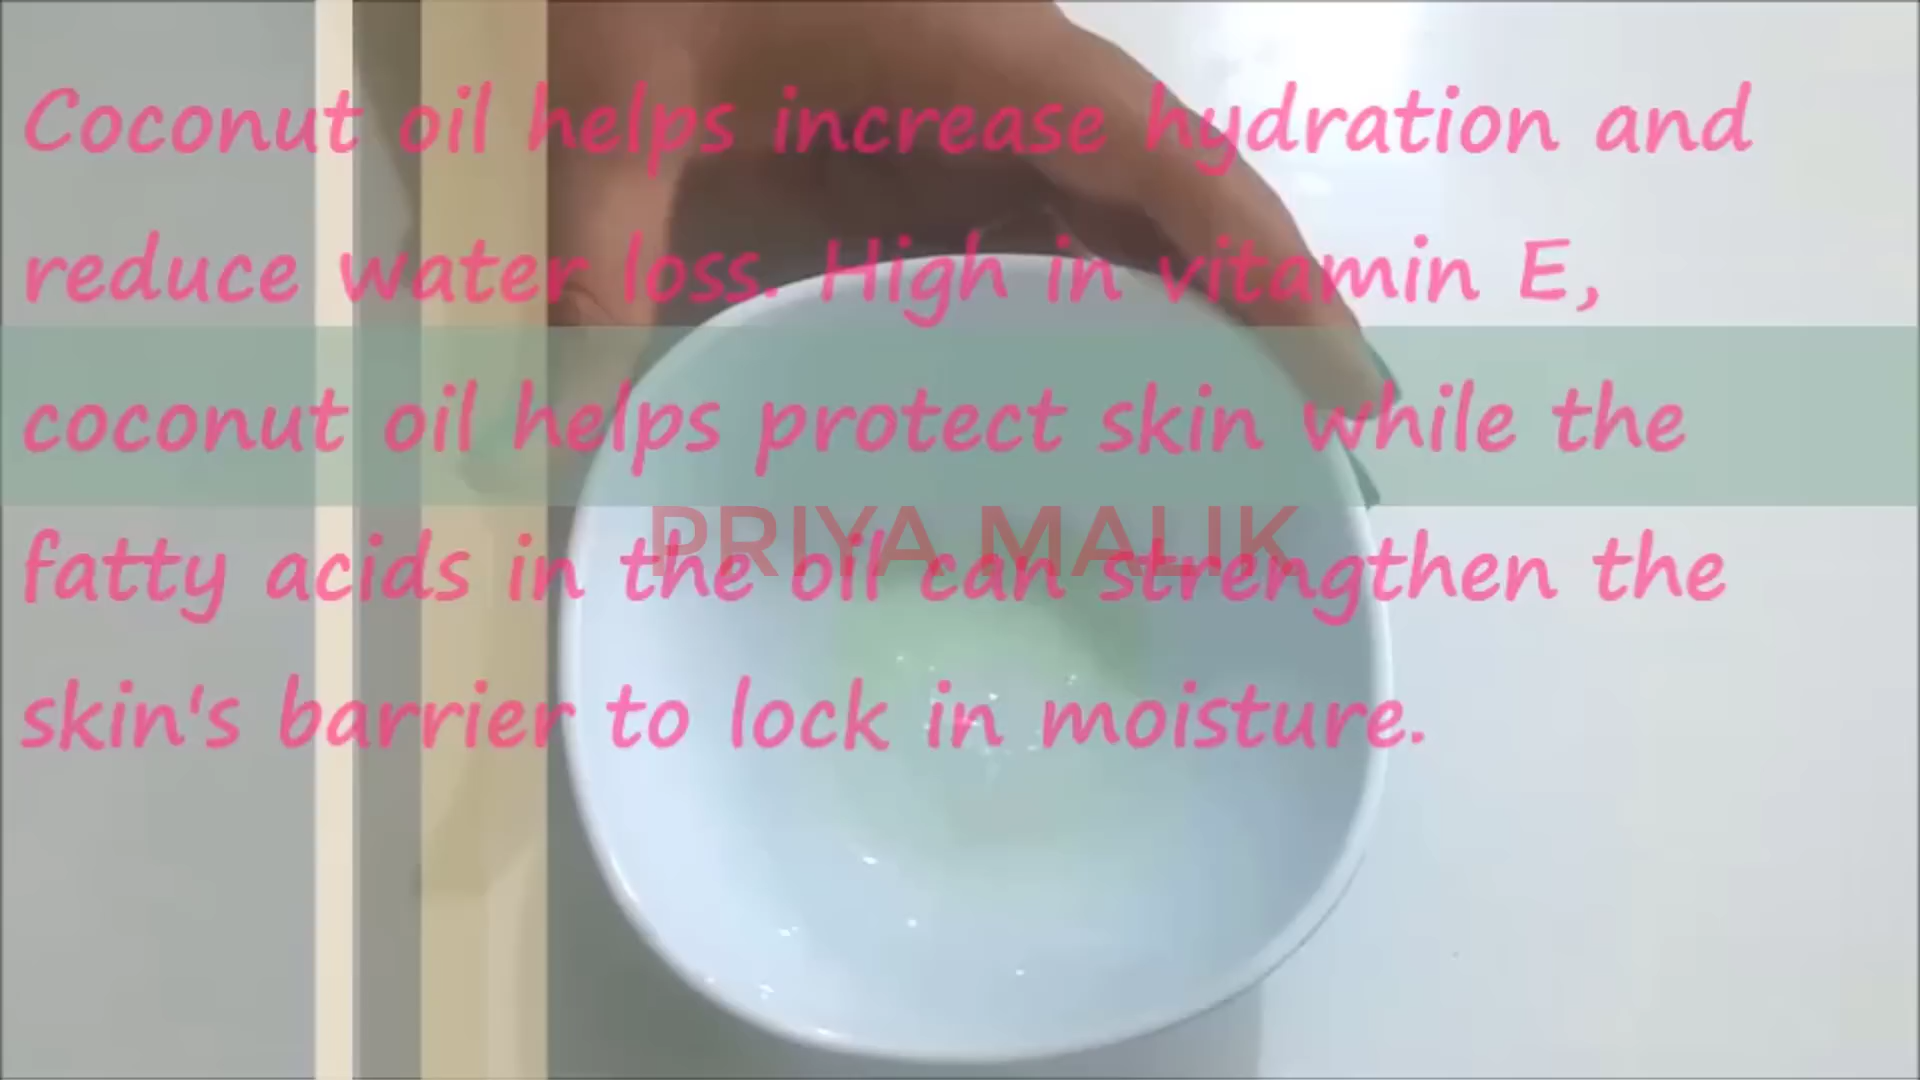 Coconut oil helps increase hydration and
reduce water loss. High in vitamin E,
coconut oil helps protect skin while the
PRIYA MALIK
fatty acids in the oil can strengthen the
skin's barrier to lock in moisture.